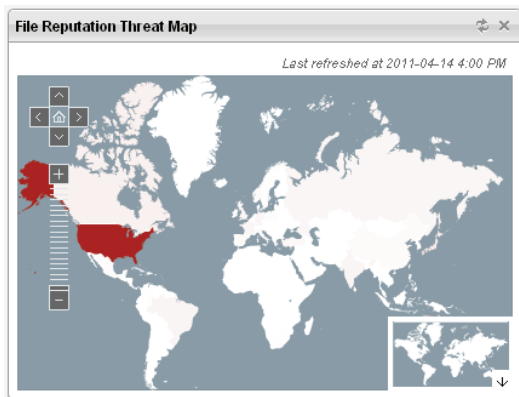 File Reputation Threat Map
Last refreshed at 2011-04-14 4:00 PM